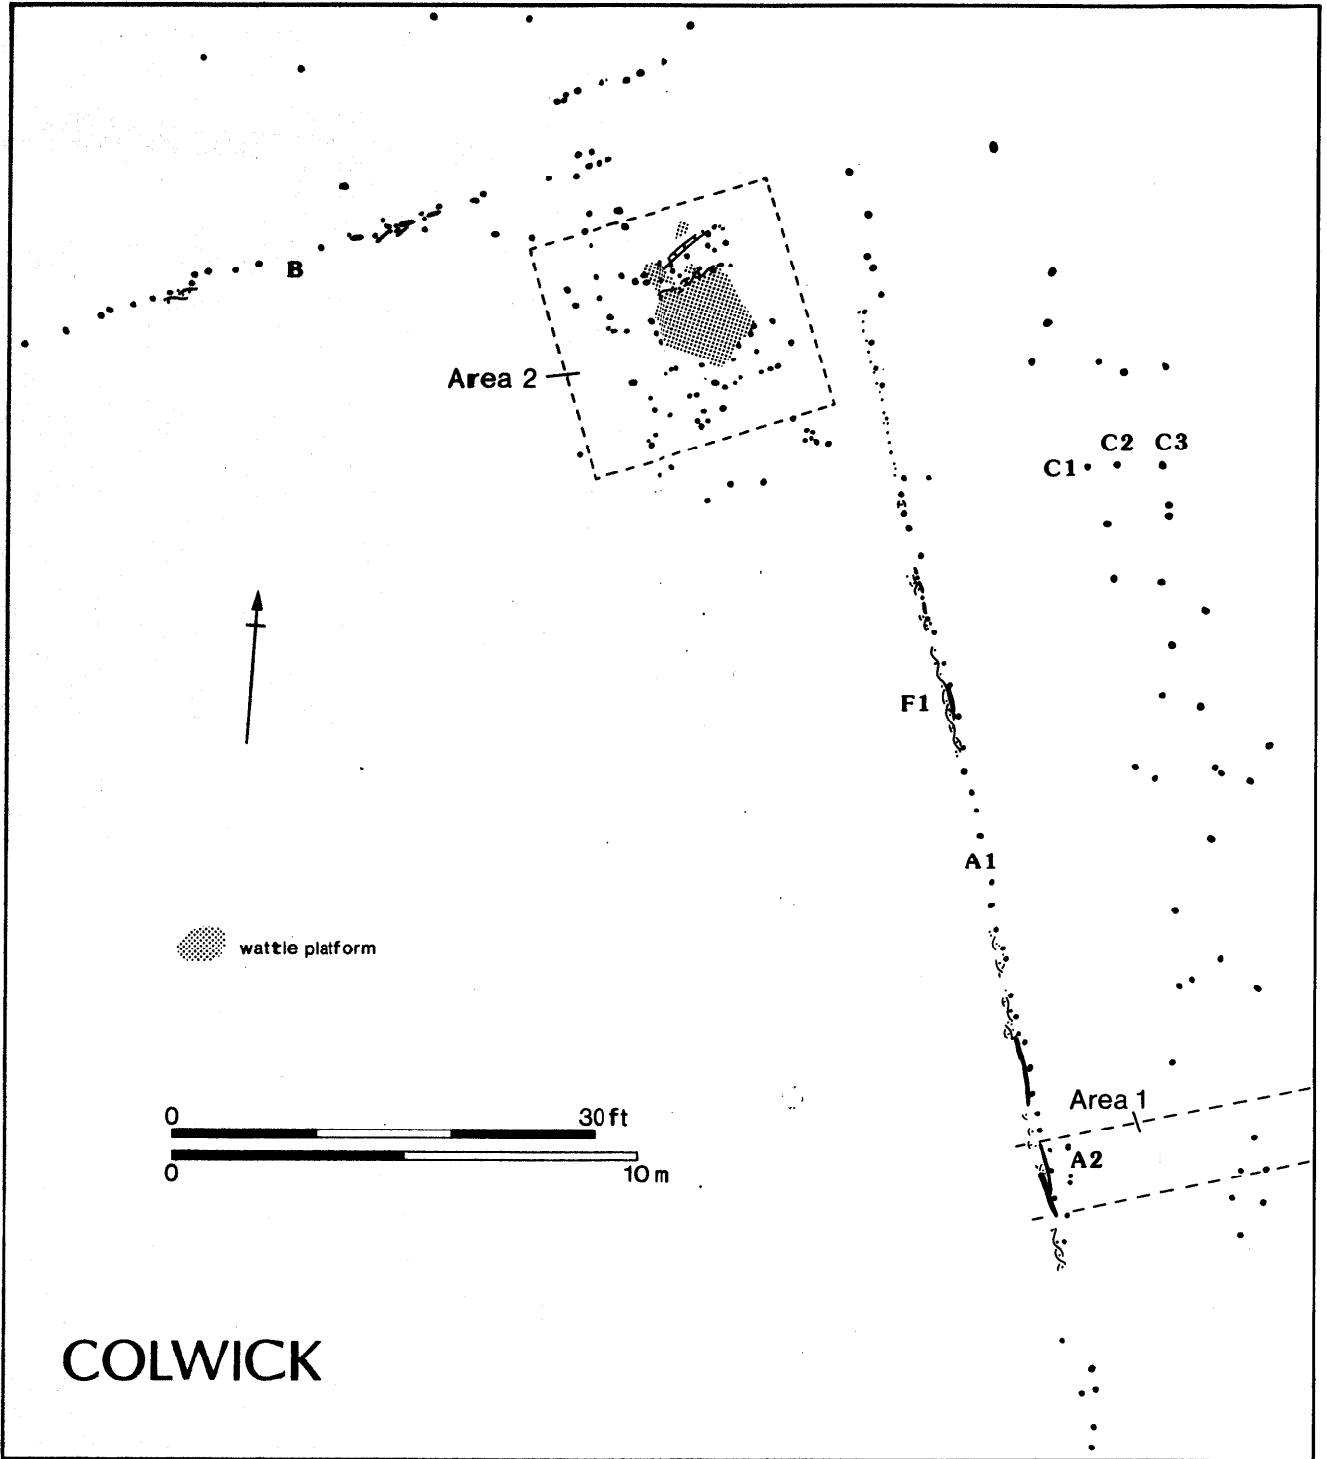 B
Area 2
C2 C3
C1
F1
A1
wattle platform
Area 1
0 30 ft
A2
0 10 m
COLWICK